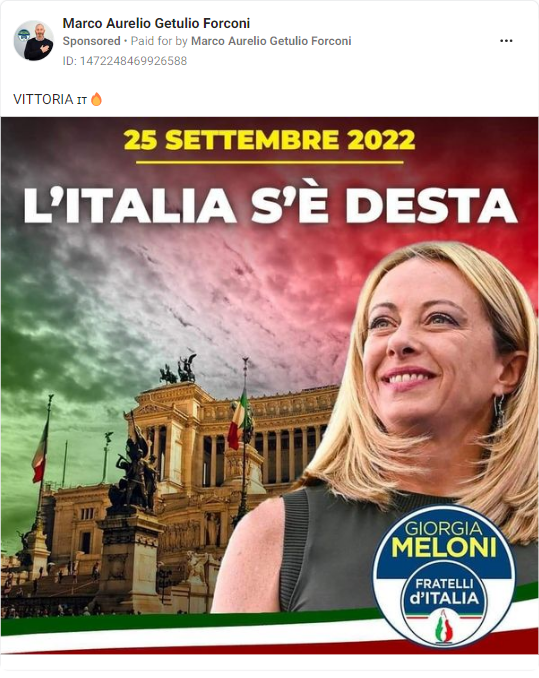 Marco Aurelio Getulio Forconi
Sponsored • Paid for by Marco Aurelio Getulio Forconi
ID: 1472248469926588
VITTORIA IT🔥
25 SETTEMBRE 2022
L'ITALIA S'È DESTA
GIORGIA
MELONI
FRATELLI
d'ITALIA